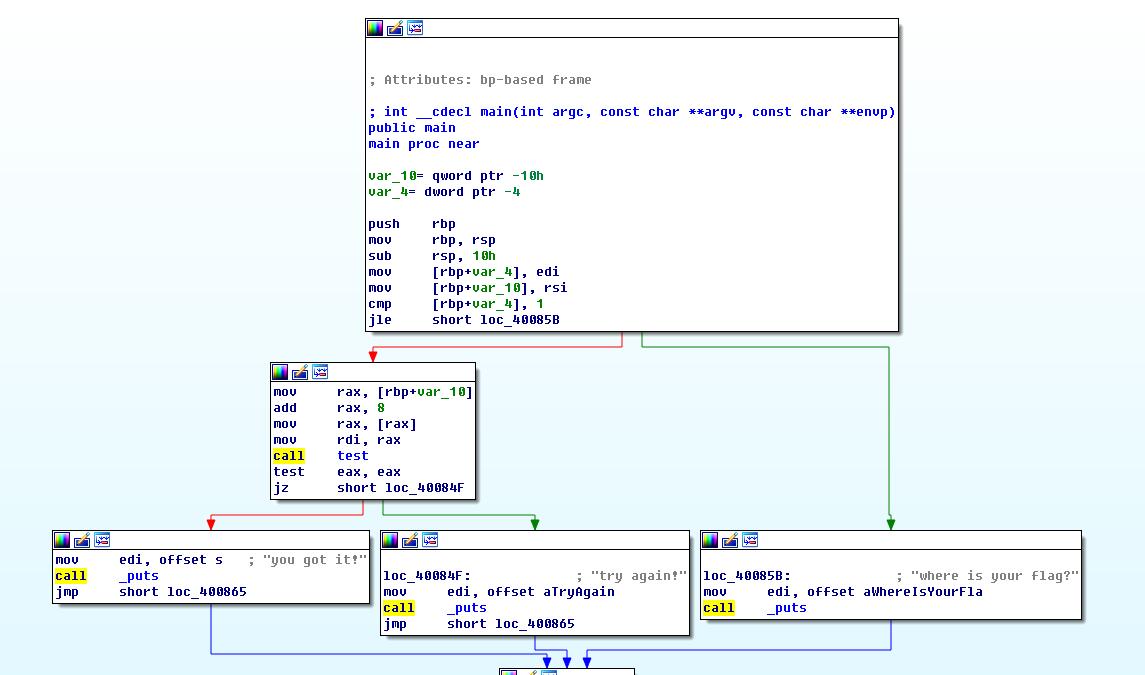 ; Attributes: bp-based frame
; int __cdecl main(int argc, const char **argv, const char **envp)
public main
main proc near
var_10= qword ptr -10h
var_4= dword ptr -4
push    rbp
mov     rbp, rsp
sub     rsp, 10h
mov     [rbp+var_4], edi
mov     [rbp+var_10], rsi
cmp     [rbp+var_4], 1
jle     short loc_40085B
mov     rax, [rbp+var_10]
add     rax, 8
mov     rax, [rax]
mov     rdi, rax
call    test
test    eax, eax
jz      short loc_40084F
mov     edi, offset s   ; "you got it!"
call    _puts
jmp     short loc_400865
loc_40084F:             ; "try again!"
mov     edi, offset aTryAgain
call    _puts
jmp     short loc_400865
loc_40085B:             ; "where is your flag?"
mov     edi, offset aWhereIsYourFla
call    _puts